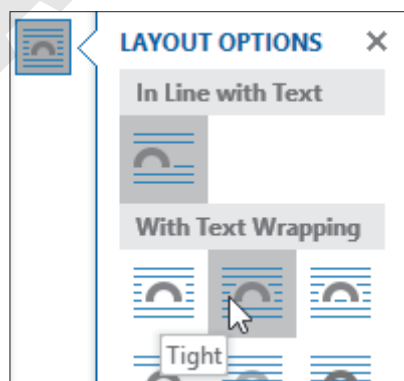 LAYOUT OPTIONS
In Line with Text
With Text Wrapping
Tight